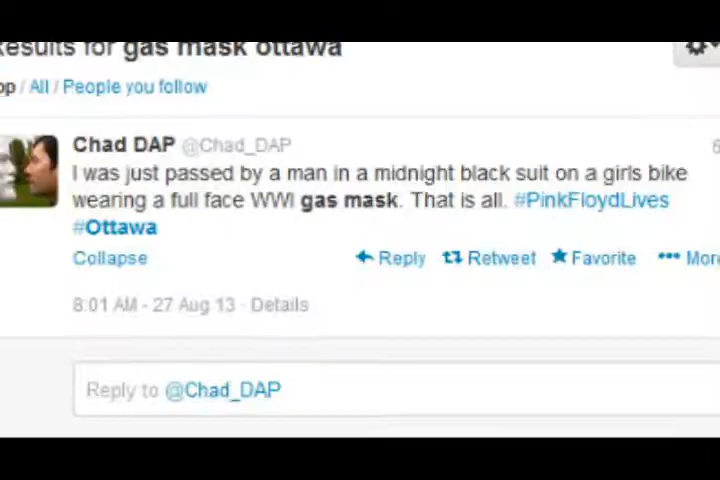 Results for gas mask ottawa
op / All / People you follow
Chad DAP @Chad_DAP
6
I was just passed by a man in a midnight black suit on a girls bike
wearing a full face WWI gas mask. That is all. #PinkFloydLives
#Ottawa
Collapse Reply Retweet Favorite More
8:01 AM - 27 Aug 13 · Details
Reply to @Chad_DAP